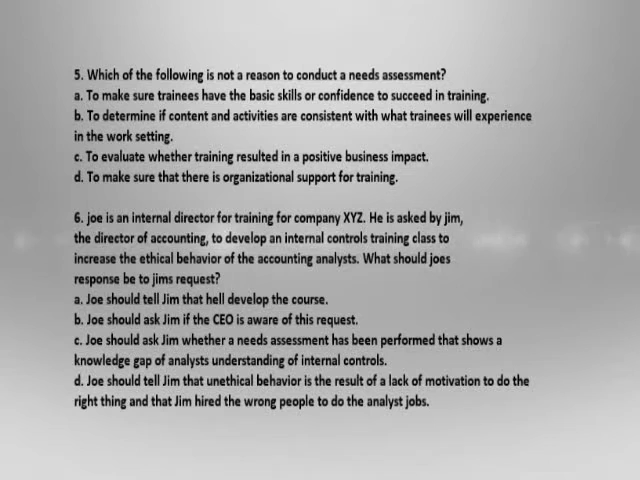 5. Which of the following is not a reason to conduct a needs assessment?
a. To make sure trainees have the basic skills or confidence to succeed in training.
b. To determine if content and activities are consistent with what trainees will experience
in the work setting.
c. To evaluate whether training resulted in a positive business impact.
d. To make sure that there is organizational support for training.
6. joe is an internal director for training for company XYZ. He is asked by jim,
the director of accounting, to develop an internal controls training class to
increase the ethical behavior of the accounting analysts. What should joes
response be to jims request?
a. Joe should tell Jim that hell develop the course.
b. Joe should ask Jim if the CEO is aware of this request.
c. Joe should ask Jim whether a needs assessment has been performed that shows a
knowledge gap of analysts understanding of internal controls.
d. Joe should tell Jim that unethical behavior is the result of a lack of motivation to do the
right thing and that Jim hired the wrong people to do the analyst jobs.